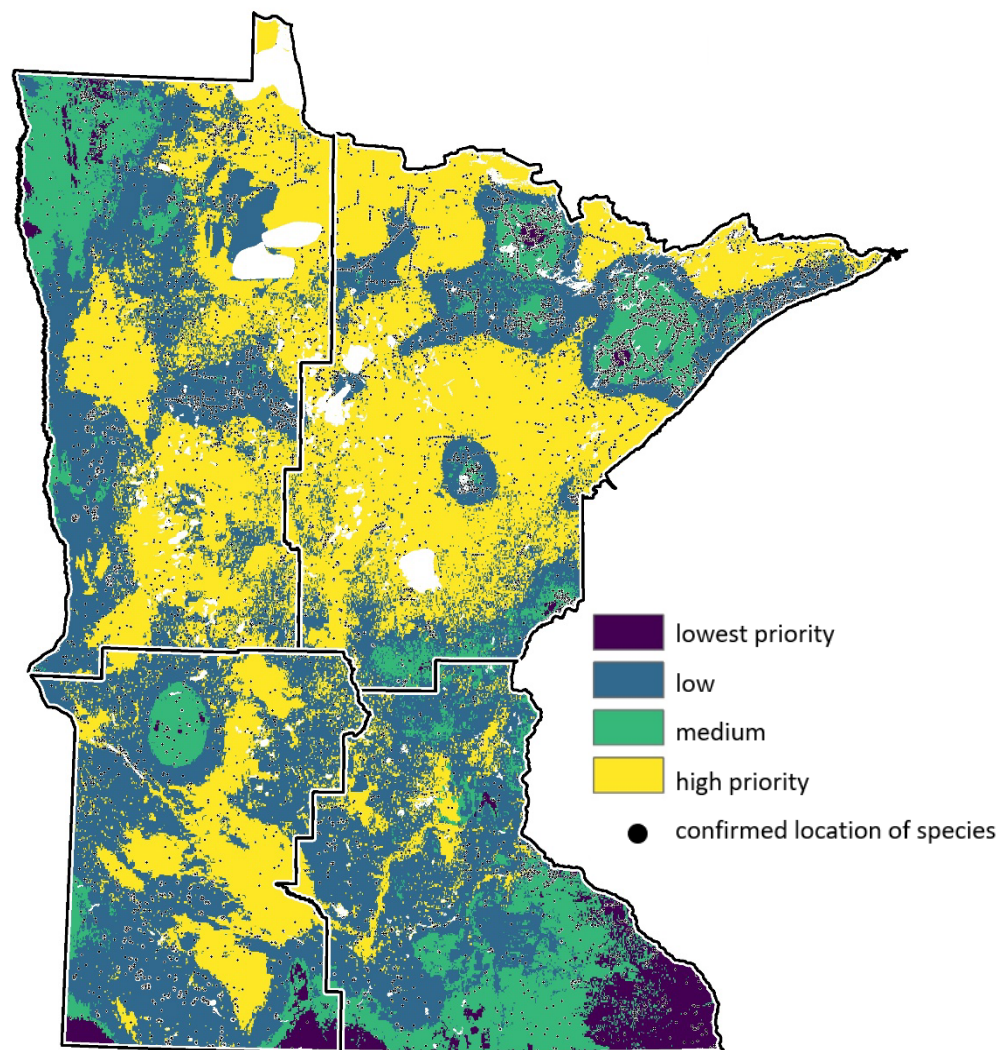 lowest priority
low
medium
high priority
confirmed location of species